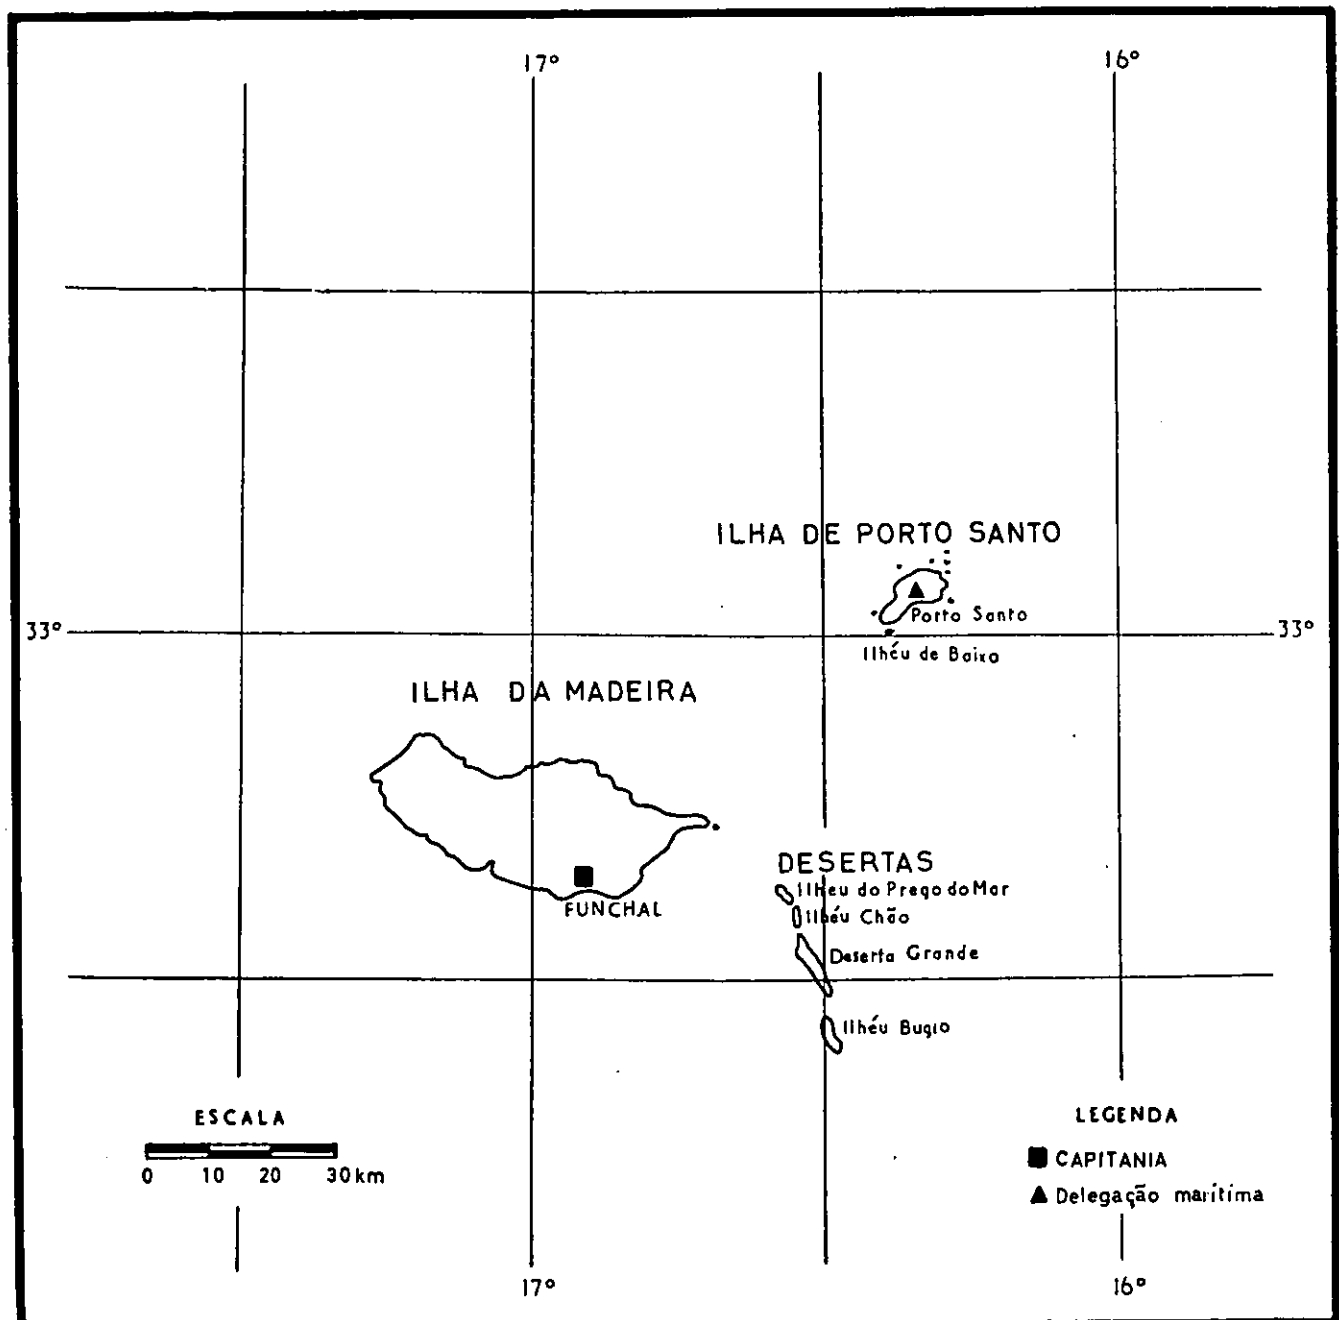 17° 16°
ILHA DE PORTO SANTO
Porto Santo
33° 33°
Ilhéu de Baixo
ILHA DA MADEIRA
DESERTAS
Ilheu do Prego do Mar
FUNCHAL
Ilhéu Chão
Deserta Grande
Ilhéu Bugio
ESCALA
0 10 20 30 km
LEGENDA
CAPITANIA
Delegação marítima
17° 16°